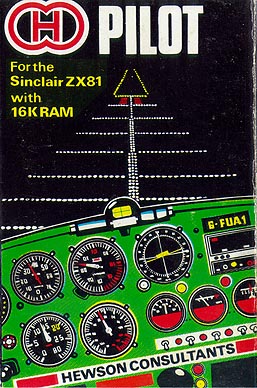 PILOT
For the
Sinclair ZX81
with
16K RAM
G-FUA1
HEWSON CONSULTANTS